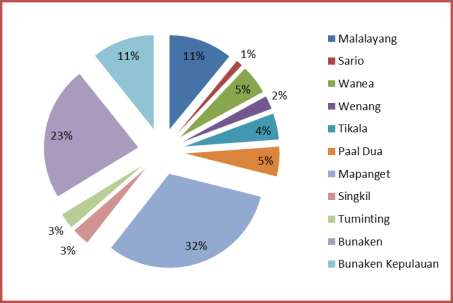 11%
1%
5%
2%
4%
5%
32%
3%
3%
23%
11%
Malalayang
Sario
Wanea
Wenang
Tikala
Paal Dua
Mapanget
Singkil
Tuminting
Bunaken
Bunaken Kepulauan